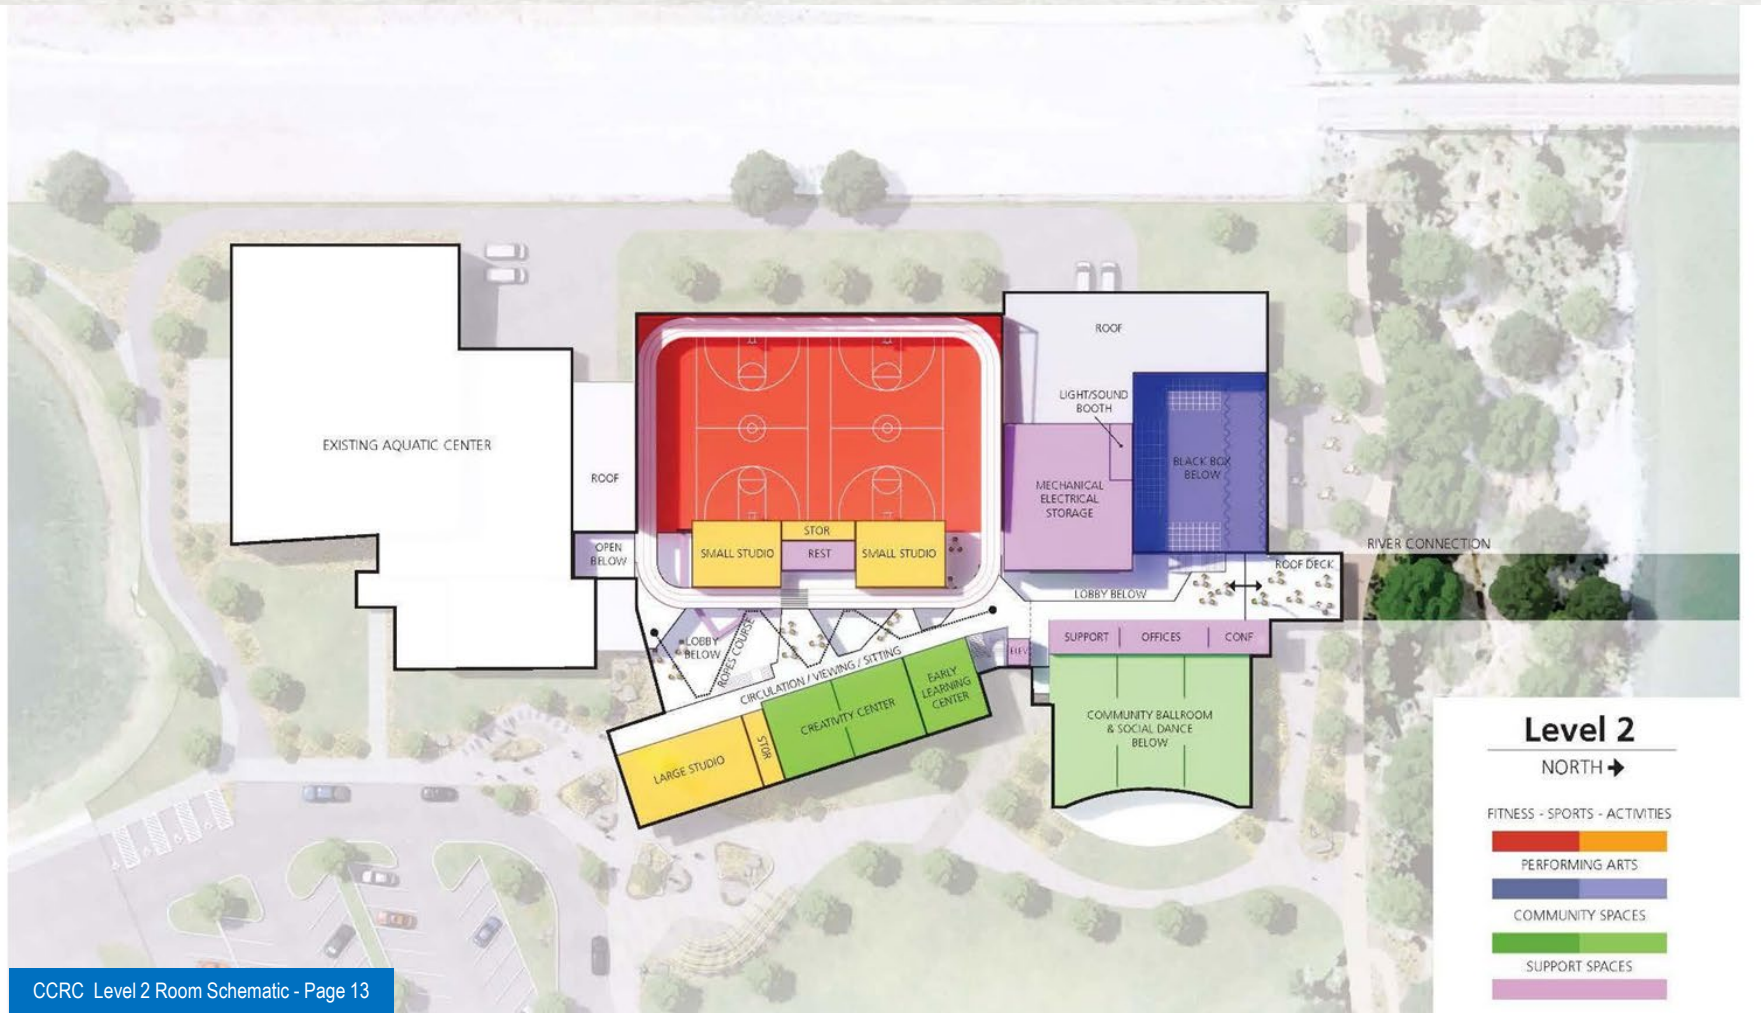 ROOF
LIGHT/SOUND
BOOTH
EXISTING AQUATIC CENTER
ROOF
BLACK BOX
BELOW
MECHANICAL
ELECTRICAL
STORAGE
OPEN
BELOW
SMALL STUDIO
STOR
REST
SMALL STUDIO
RIVER CONNECTION
ROOF DECK
LOBBY BELOW
LOBBY
BELOW
ROPES COURSE
SUPPORT
OFFICES
CONF
ELEV
CIRCULATION / VIEWING / SITTING
EARLY
LEARNING
CENTER
CREATIVITY CENTER
COMMUNITY BALLROOM
& SOCIAL DANCE
BELOW
STOR
LARGE STUDIO
Level 2
NORTH
FITNESS - SPORTS - ACTIVITIES
PERFORMING ARTS
COMMUNITY SPACES
SUPPORT SPACES
CCRC Level 2 Room Schematic - Page 13